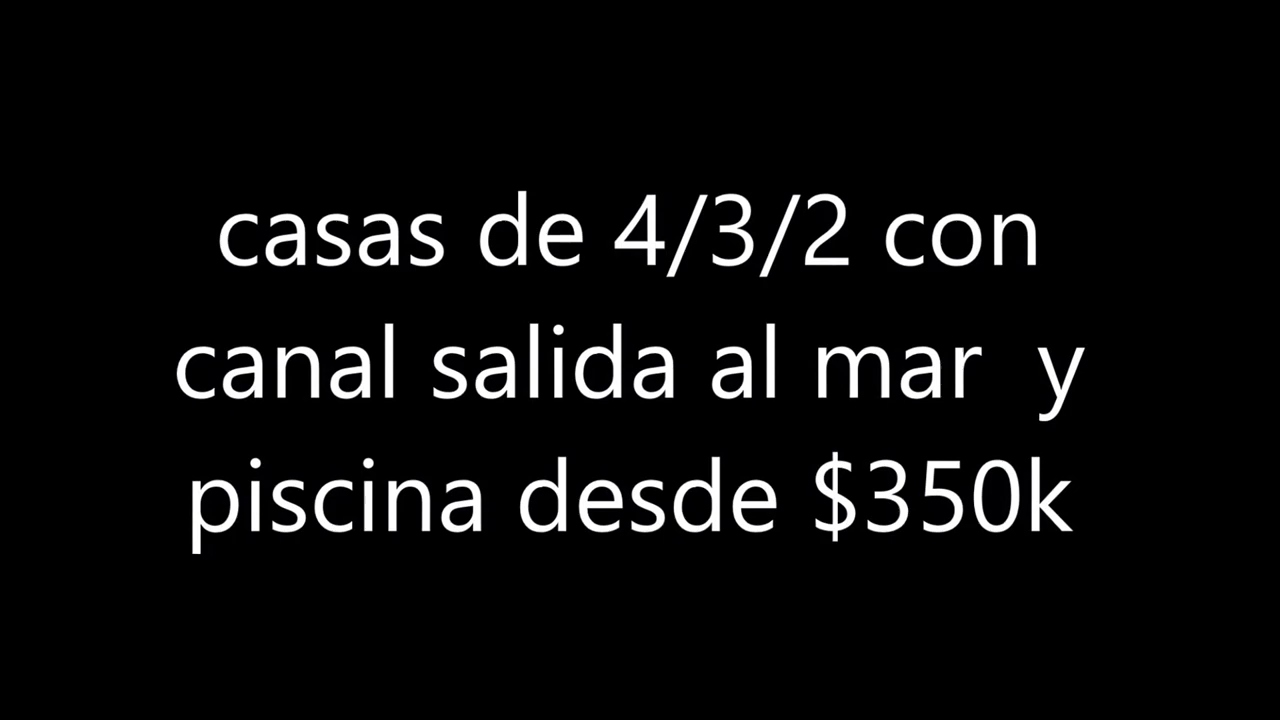 casas de 4/3/2 con
canal salida al mar  y
piscina desde $350k